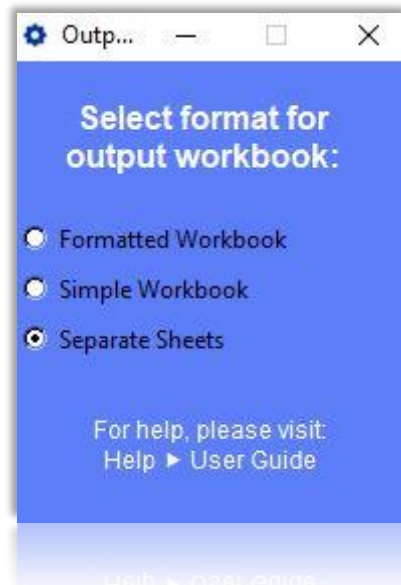 Outp...
Select format for
output workbook:
Formatted Workbook
Simple Workbook
Separate Sheets
For help, please visit:
Help ► User Guide